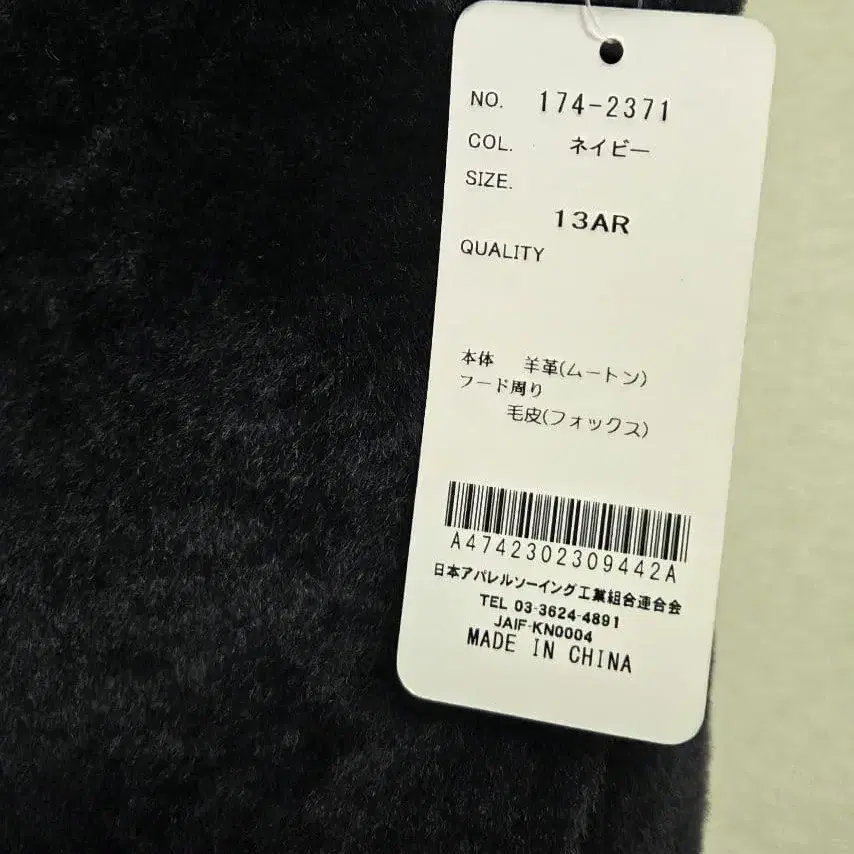 NO. 174-2371
COL. ネイビー
SIZE.
13AR
QUALITY
本体 羊革(ムートン)
フード周り
毛皮(フォックス)
A4742302309442A
日本アパレルソーイング工業組合連合会
TEL 03-3624-4891
JAIF-KN0004
MADE IN CHINA